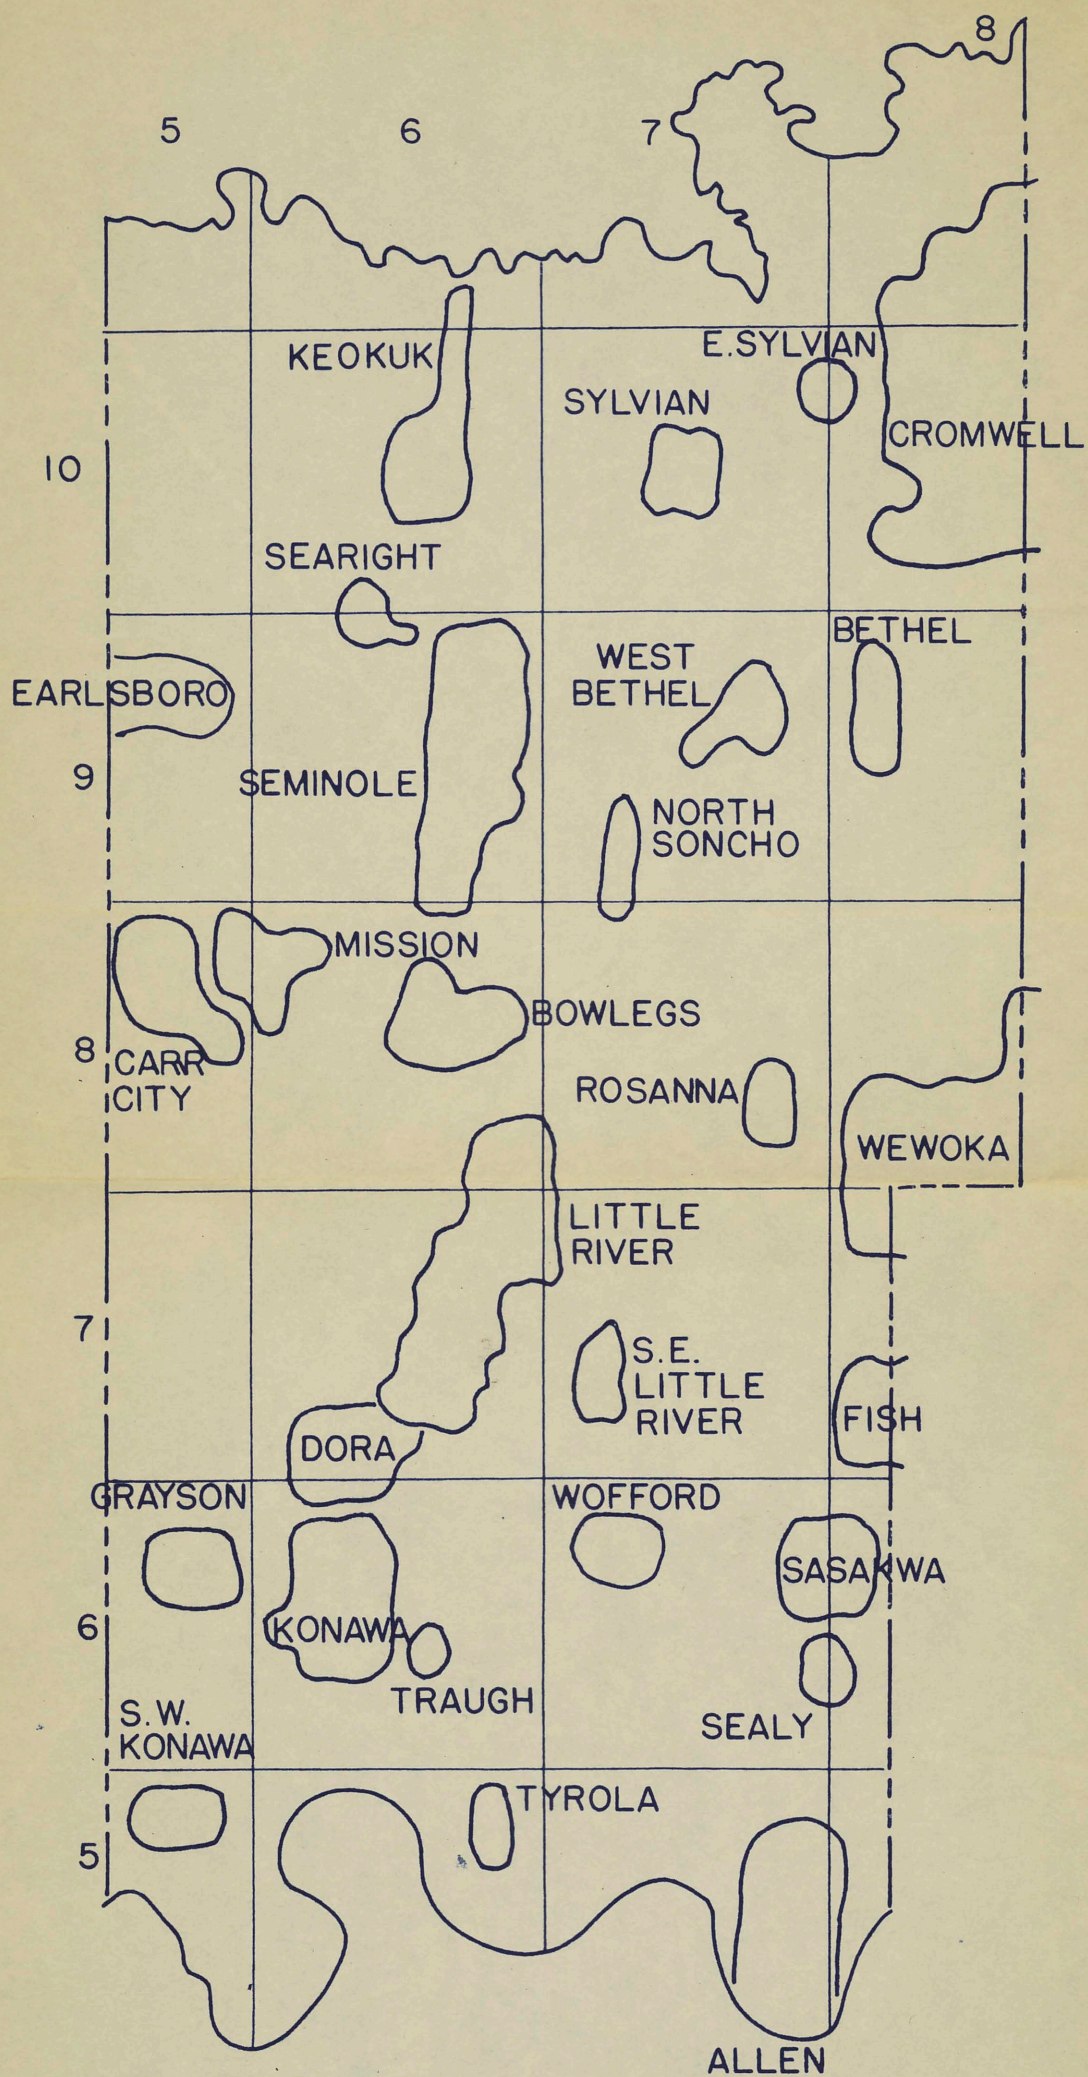 8
5 6 7
KEOKUK
E.SYLVIAN
SYLVIAN
CROMWELL
10
SEARIGHT
BETHEL
WEST
BETHEL
EARLSBORO
9
SEMINOLE
NORTH
SONCHO
MISSION
BOWLEGS
8
CARR
CITY
ROSANNA
WEWOKA
LITTLE
RIVER
7
S.E.
LITTLE
RIVER
FISH
DORA
GRAYSON
WOFFORD
SASAKWA
6
KONAWA
TRAUGH
S.W.
KONAWA
SEALY
TYROLA
5
ALLEN